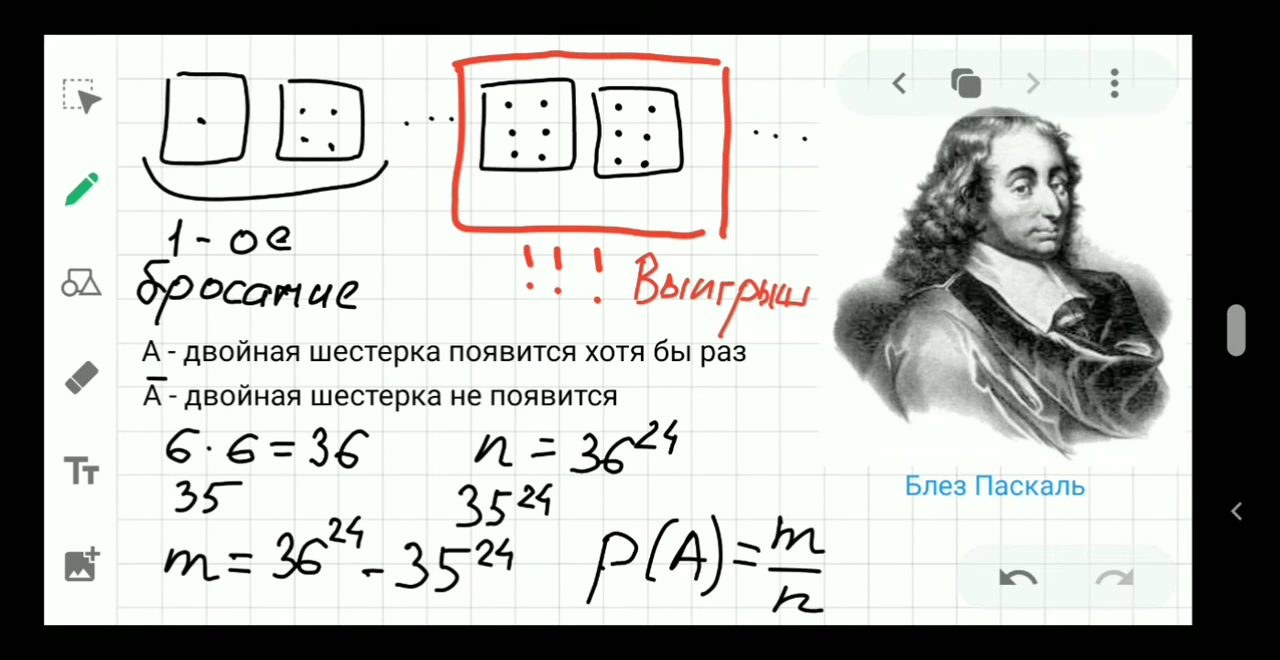 1-ое
бросание
!!! Выигрыш
А - двойная шестерка появится хотя бы раз
А̅ - двойная шестерка не появится
6 · 6 = 36
n = 36²⁴
35
35²⁴
m = 36²⁴ - 35²⁴
P(A) = m/n
Блез Паскаль
Tт